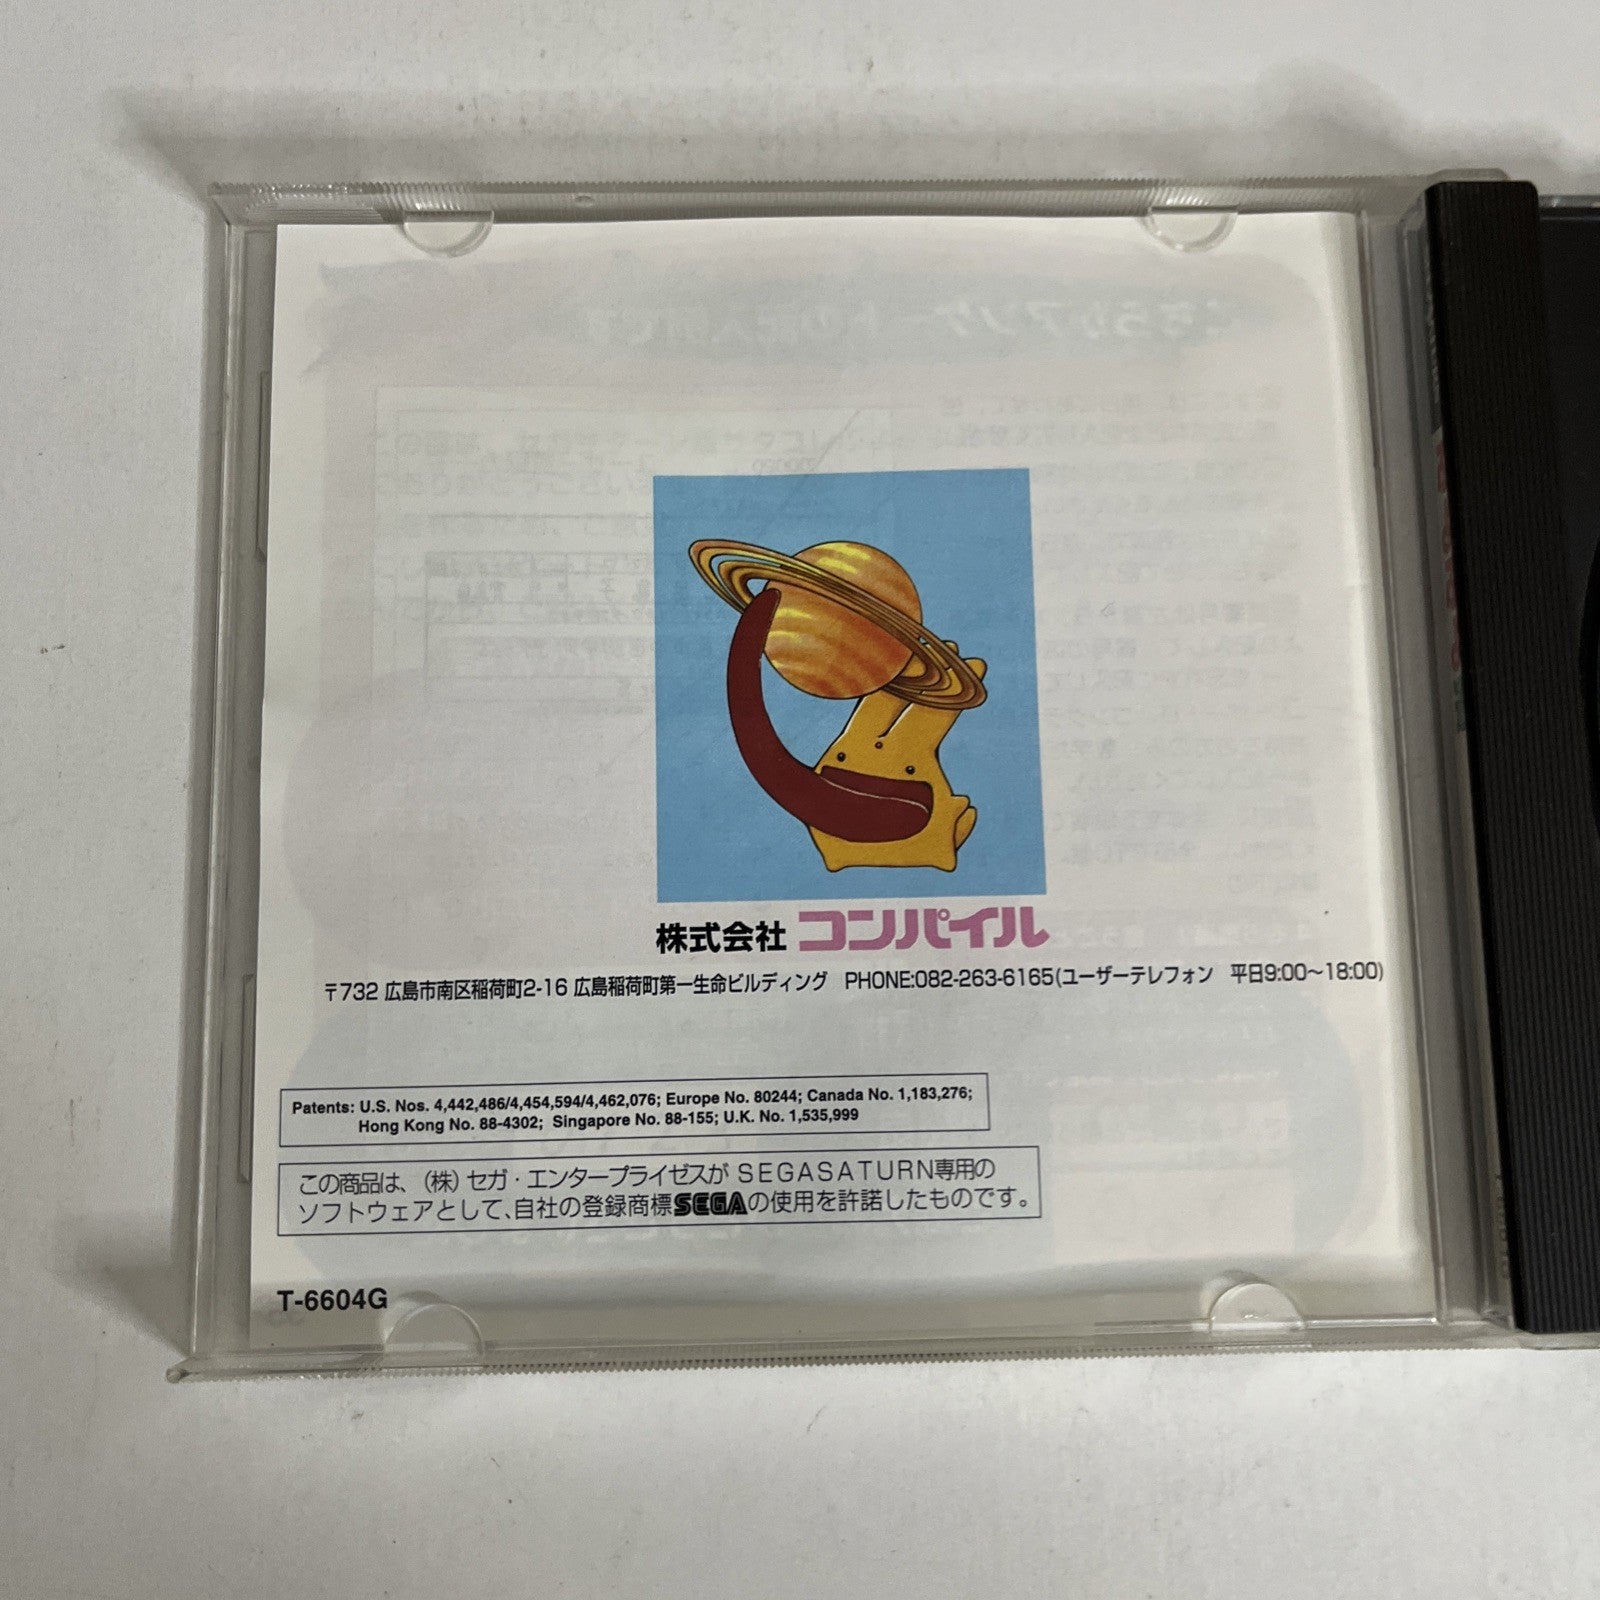 株式会社 コンパイル
〒732 広島市南区稲荷町2-16 広島稲荷町第一生命ビルディング PHONE:082-263-6165(ユーザーテレフォン 平日9:00～18:00)
Patents: U.S. Nos. 4,442,486/4,454,594/4,462,076; Europe No. 80244; Canada No. 1,183,276;
Hong Kong No. 88-4302; Singapore No. 88-155; U.K. No. 1,535,999
この商品は、(株)セガ・エンタープライゼスが SEGASATURN専用の
ソフトウェアとして、自社の登録商標SEGAの使用を許諾したものです。
T-6604G